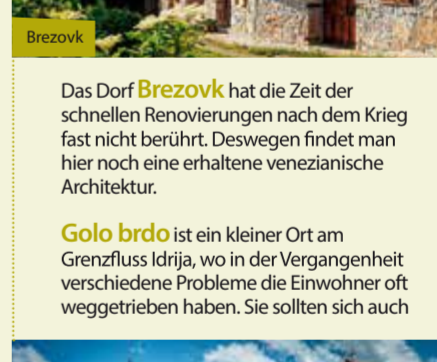 Brezovk
Das Dorf Brezovk hat die Zeit der
schnellen Renovierungen nach dem Krieg
fast nicht berührt. Deswegen findet man
hier noch eine erhaltene venezianische
Architektur.
Golo brdo ist ein kleiner Ort am
Grenzfluss Idrija, wo in der Vergangenheit
verschiedene Probleme die Einwohner oft
weggetrieben haben. Sie sollten sich auch